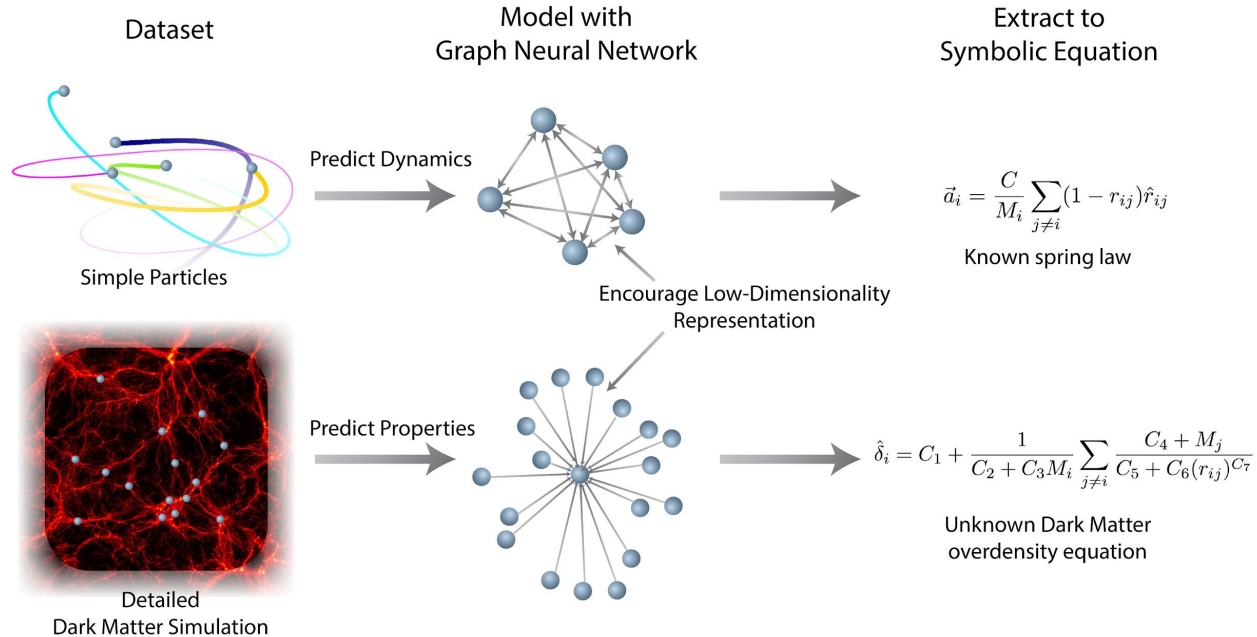 Dataset
Model with
Graph Neural Network
Extract to
Symbolic Equation
Predict Dynamics
$\vec{a}_i = \frac{C}{M_i} \sum_{j \neq i} (1 - r_{ij}) \hat{r}_{ij}$
Simple Particles
Known spring law
Encourage Low-Dimensionality
Representation
Predict Properties
$\hat{\delta}_i = C_1 + \frac{1}{C_2 + C_3 M_i} \sum_{j \neq i} \frac{C_4 + M_j}{C_5 + C_6 (r_{ij})^{C_7}}$
Unknown Dark Matter
overdensity equation
Detailed
Dark Matter Simulation